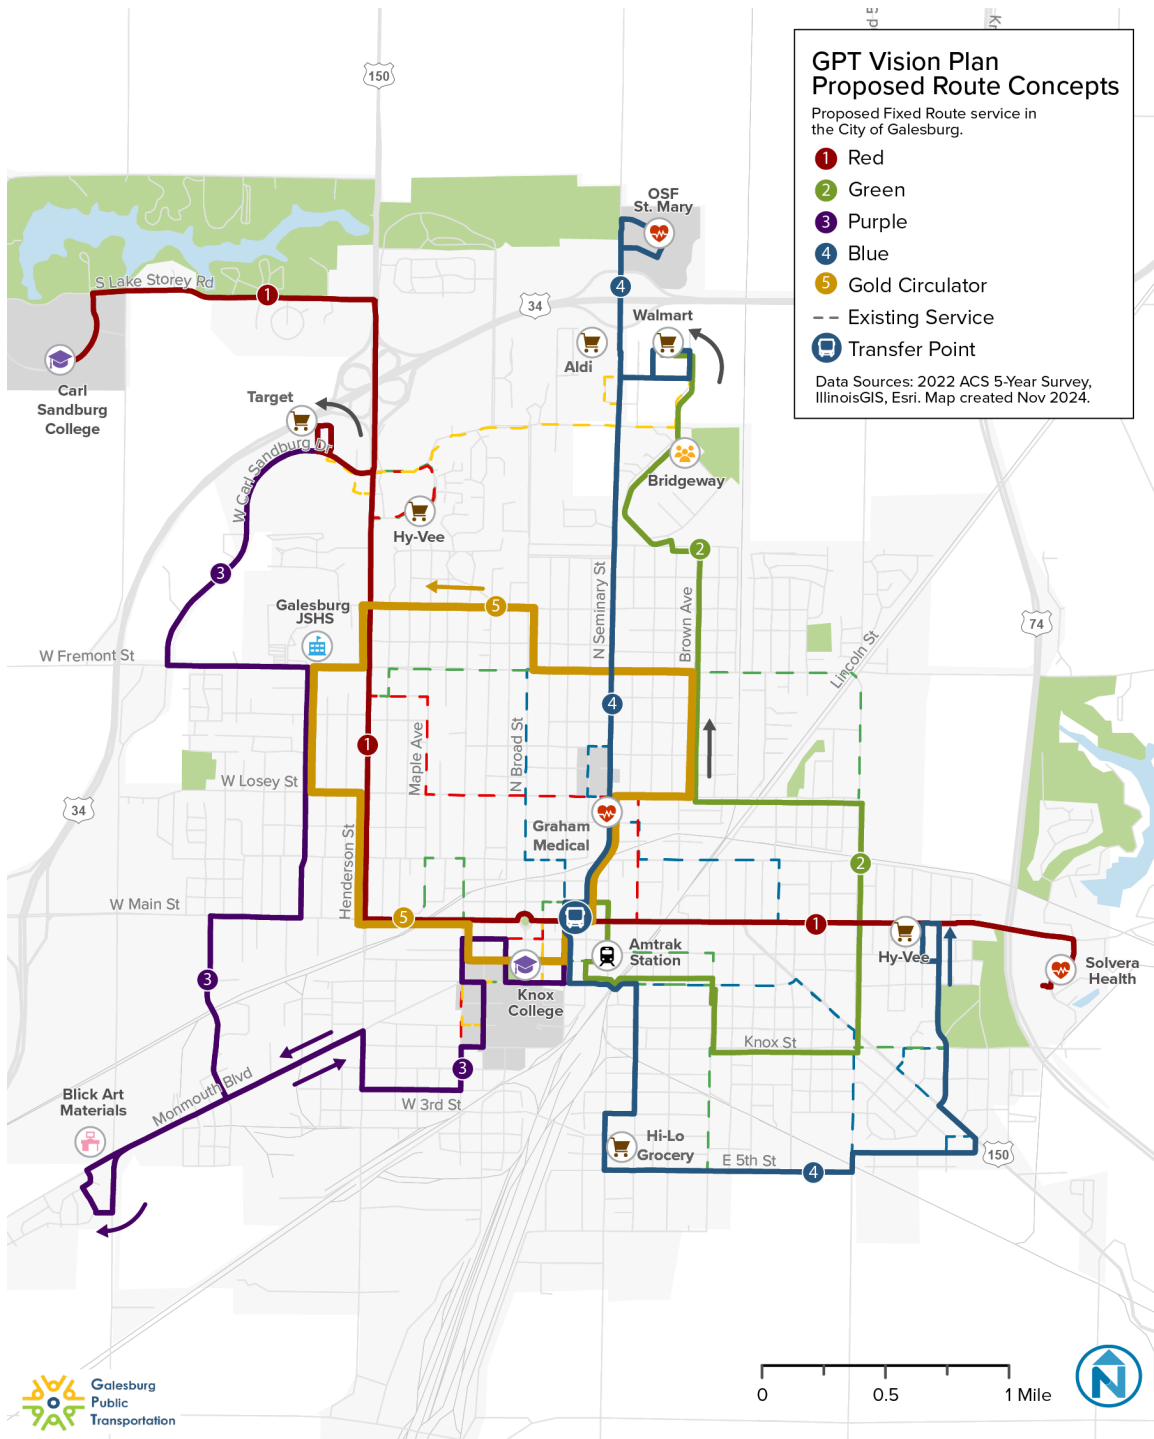 GPT Vision Plan
Proposed Route Concepts
Proposed Fixed Route service in
the City of Galesburg.
1 Red
2 Green
3 Purple
4 Blue
5 Gold Circulator
Existing Service
Transfer Point
Data Sources: 2022 ACS 5-Year Survey,
IllinoisGIS, Esri. Map created Nov 2024.
150
OSF
St. Mary
S Lake Storey Rd
1
4
34
Walmart
Aldi
Carl
Sandburg
College
Target
W Carl Sandburg Dr
Bridgeway
Hy-Vee
2
3
5
Galesburg
JSHS
N Seminary St
Brown Ave
74
W Fremont St
Lincoln St
4
1
Maple Ave
N Broad St
W Losey St
34
Graham
Medical
Henderson St
2
W Main St
5
1
Hy-Vee
Amtrak
Station
Solvera
Health
3
Knox
College
Knox St
3
Monmouth Blvd
W 3rd St
Blick Art
Materials
Hi-Lo
Grocery
E 5th St
4
150
0 0.5 1 Mile
N
Galesburg
Public
Transportation